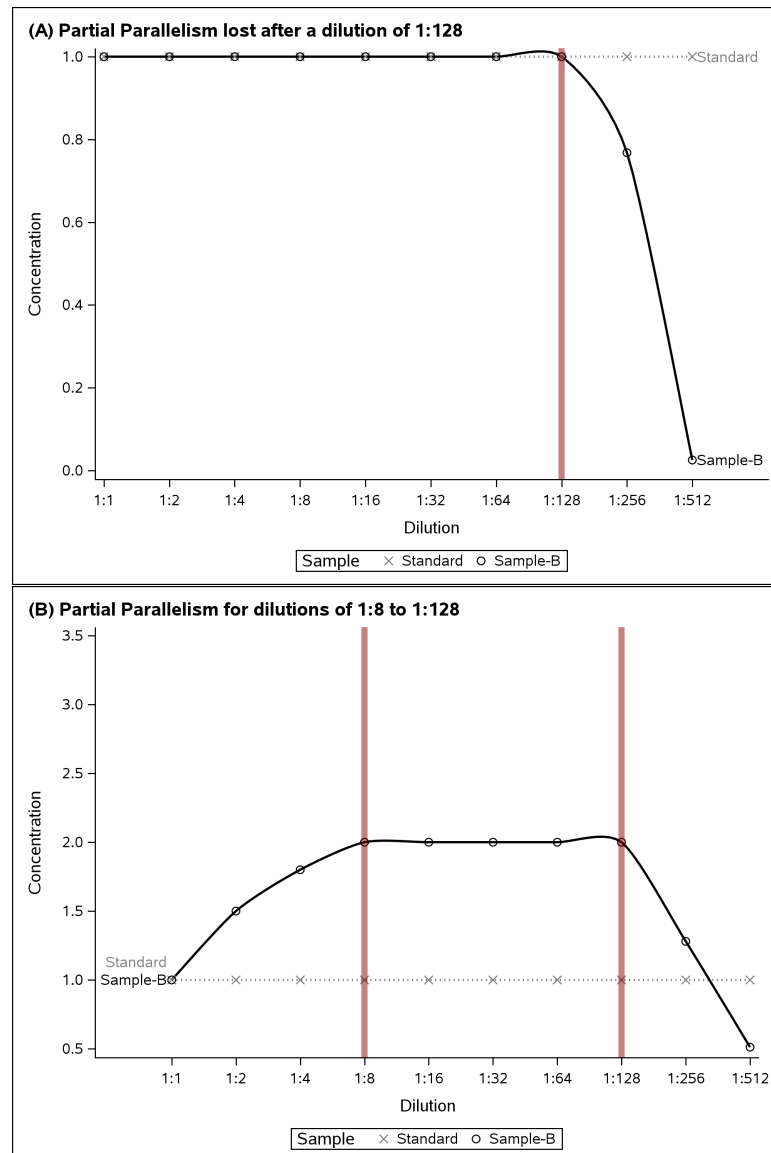 (A) Partial Parallelism lost after a dilution of 1:128
1.0
Standard
0.8
0.6
Concentration
0.4
0.2
0.0
Sample-B
1:1 1:2 1:4 1:8 1:16 1:32 1:64 1:128 1:256 1:512
Dilution
Sample Standard Sample-B
(B) Partial Parallelism for dilutions of 1:8 to 1:128
3.5
3.0
2.5
Concentration
2.0
1.5
Standard
1.0
Sample-B
0.5
1:1 1:2 1:4 1:8 1:16 1:32 1:64 1:128 1:256 1:512
Dilution
Sample Standard Sample-B